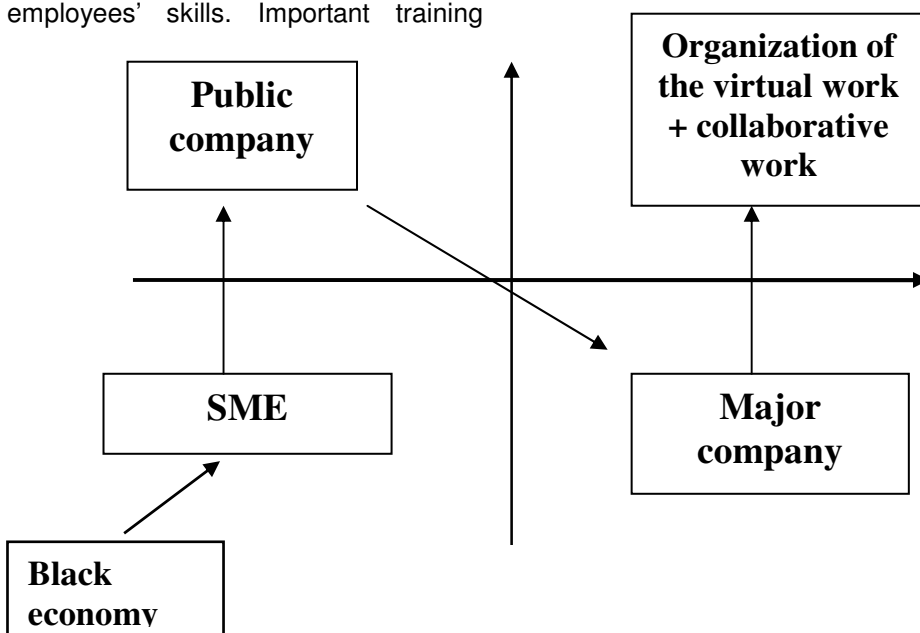 employees’ skills. Important training
Public
company
Organization of
the virtual work
+ collaborative
work
SME
Major
company
Black
economy